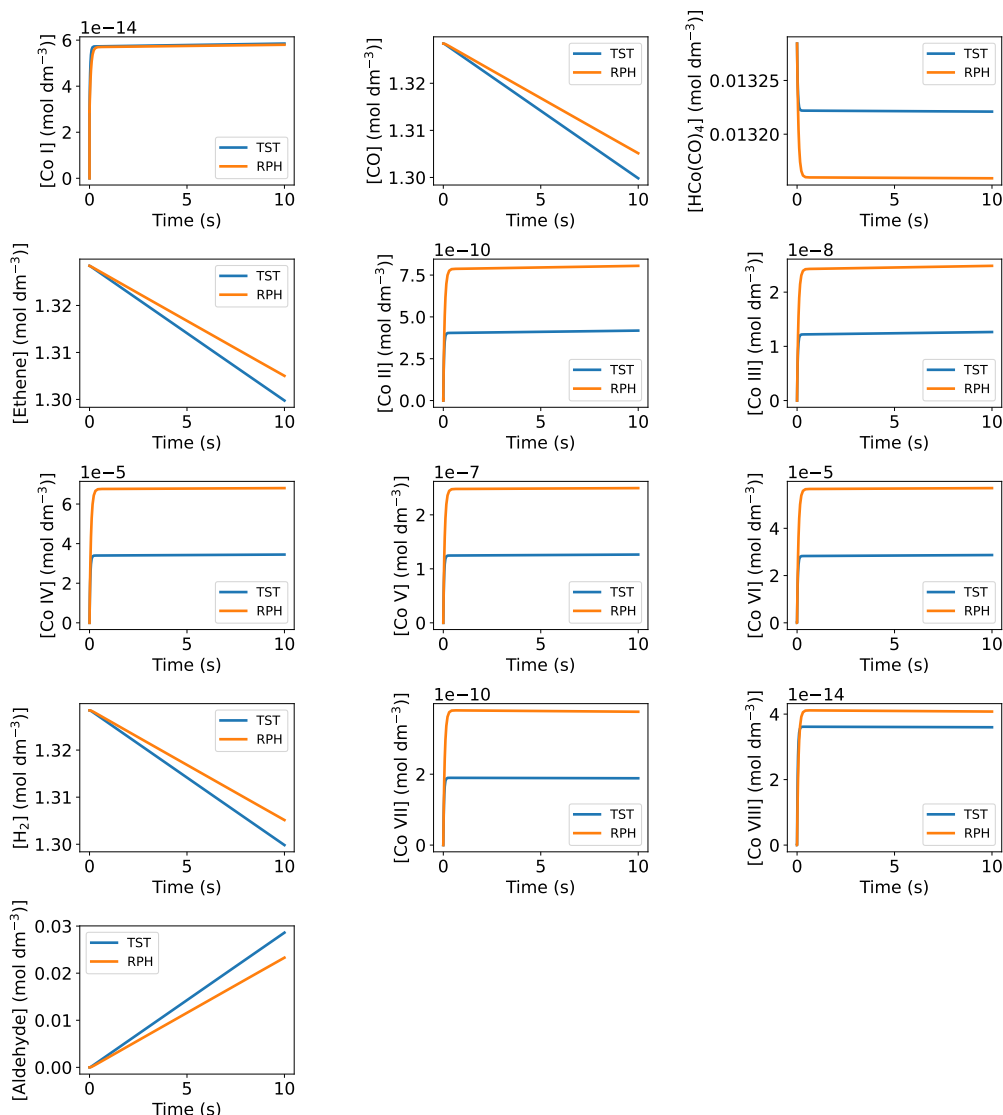 1e−14
6
4
2
0
[Co I] (mol dm⁻³)]
TST
RPH
0 5 10
Time (s)
1.32
1.31
1.30
[CO] (mol dm⁻³)]
TST
RPH
0 5 10
Time (s)
0.01325
0.01320
[HCo(CO)₄] (mol dm⁻³)]
TST
RPH
0 5 10
Time (s)
1.32
1.31
1.30
[Ethene] (mol dm⁻³)]
TST
RPH
0 5 10
Time (s)
1e−10
7.5
5.0
2.5
0.0
[Co II] (mol dm⁻³)]
TST
RPH
0 5 10
Time (s)
1e−8
2
1
0
[Co III] (mol dm⁻³)]
TST
RPH
0 5 10
Time (s)
1e−5
6
4
2
0
[Co IV] (mol dm⁻³)]
TST
RPH
0 5 10
Time (s)
1e−7
2
1
0
[Co V] (mol dm⁻³)]
TST
RPH
0 5 10
Time (s)
1e−5
4
2
0
[Co VI] (mol dm⁻³)]
TST
RPH
0 5 10
Time (s)
1.32
1.31
1.30
[H₂] (mol dm⁻³)]
TST
RPH
0 5 10
Time (s)
1e−10
2
0
[Co VII] (mol dm⁻³)]
TST
RPH
0 5 10
Time (s)
1e−14
4
2
0
[Co VIII] (mol dm⁻³)]
TST
RPH
0 5 10
Time (s)
0.03
0.02
0.01
0.00
[Aldehyde] (mol dm⁻³)]
TST
RPH
0 5 10
Time (s)